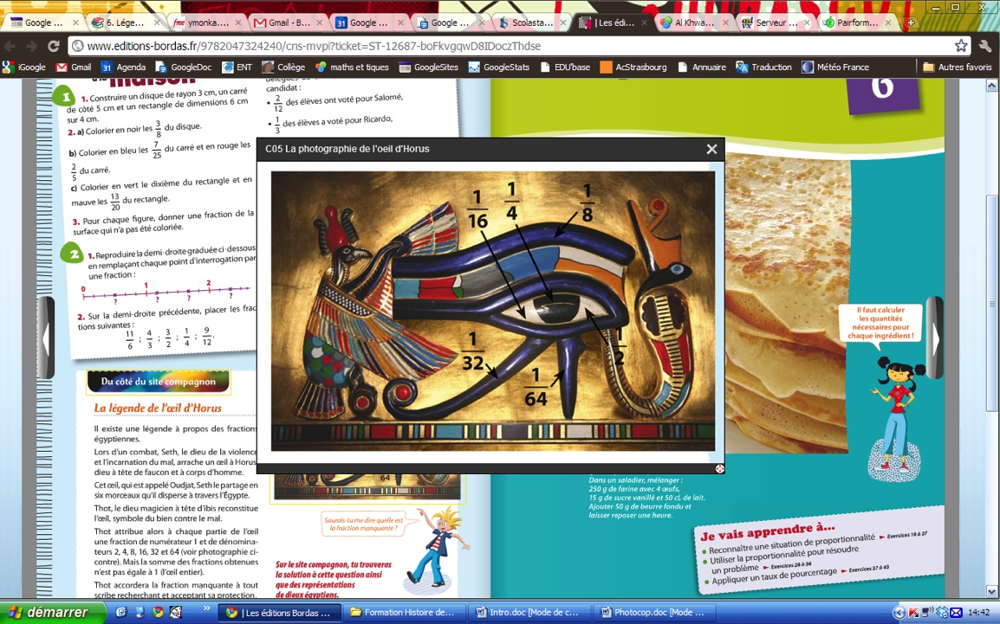 Google ...
6. Lége...
free ymonka...
Gmail - B...
Google ...
Google ...
Scolasta...
| Les édi...
Al Khwa...
Serveur ...
Pairform...
www.editions-bordas.fr/9782047324240/cns-mvpi?ticket=ST-12687-boFkvgqwD8IDoczThdse
iGoogle
Gmail
31 Agenda
GoogleDoc
ENT
Collège
maths et tiques
GoogleSites
GoogleStats
EDU'base
AcStrasbourg
Annuaire
Traduction
Météo France
Autres favoris
maison
1
1. Construire un disque de rayon 3 cm, un carré
de côté 5 cm et un rectangle de dimensions 6 cm
sur 4 cm.
2. a) Colorier en noir les 3/8 du disque.
b) Colorier en bleu les 7/25 du carré et en rouge les
2/5 du carré.
c) Colorier en vert le dixième du rectangle et en
mauve les 13/20 du rectangle.
3. Pour chaque figure, donner une fraction de la
surface qui n'a pas été coloriée.
2
1. Reproduire la demi-droite graduée ci-dessous
en remplaçant chaque point d'interrogation par
une fraction :
0 1 2
? ? ?
2. Sur la demi-droite précédente, placer les frac
tions suivantes :
11/6 ; 4/3 ; 3/2 ; 1/4 ; 9/12.
candidat :
• 2/12 des élèves ont voté pour Salomé,
• 1/3 des élèves a voté pour Ricardo,
6
C05 La photographie de l'oeil d'Horus
1/16
1/4
1/8
1/32
1/64
1/2
Du côté du site compagnon
La légende de l'œil d'Horus
Il existe une légende à propos des fractions
égyptiennes.
Lors d'un combat, Seth, le dieu de la violence
et l'incarnation du mal, arrache un œil à Horus
dieu à tête de faucon et à corps d'homme.
Cet œil, qui est appelé Oudjat, Seth le partage en
six morceaux qu'il disperse à travers l'Égypte.
Thot, le dieu magicien à tête d'ibis reconstitue
l'œil, symbole du bien contre le mal.
Thot attribue alors à chaque partie de l'œil
une fraction de numérateur 1 et de dénomina-
teurs 2, 4, 8, 16, 32 et 64 (voir photographie ci-
contre). Mais la somme des fractions obtenues
n'est pas égale à 1 (l'œil entier).
Thot accordera la fraction manquante à tout
scribe recherchant et acceptant sa protection.
64
Saurais-tu me dire quelle est
la fraction manquante ?
Sur le site compagnon, tu trouveras
la solution à cette question ainsi
que des représentations
de dieux égyptiens.
Il faut calculer
les quantités
nécessaires pour
chaque ingrédient !
Dans un saladier, mélanger :
250 g de farine avec 4 œufs,
15 g de sucre vanillé et 50 cL de lait.
Ajouter 50 g de beurre fondu et
laisser reposer une heure.
Je vais apprendre à...
• Reconnaître une situation de proportionnalité ► Exercices 18 à 27
• Utiliser la proportionnalité pour résoudre
un problème ► Exercices 28 à 36
• Appliquer un taux de pourcentage ► Exercices 37 à 43
démarrer
»
| Les éditions Bordas ...
Formation Histoire de...
Intro.doc [Mode de c...
Photocop.doc [Mode ...
14:42